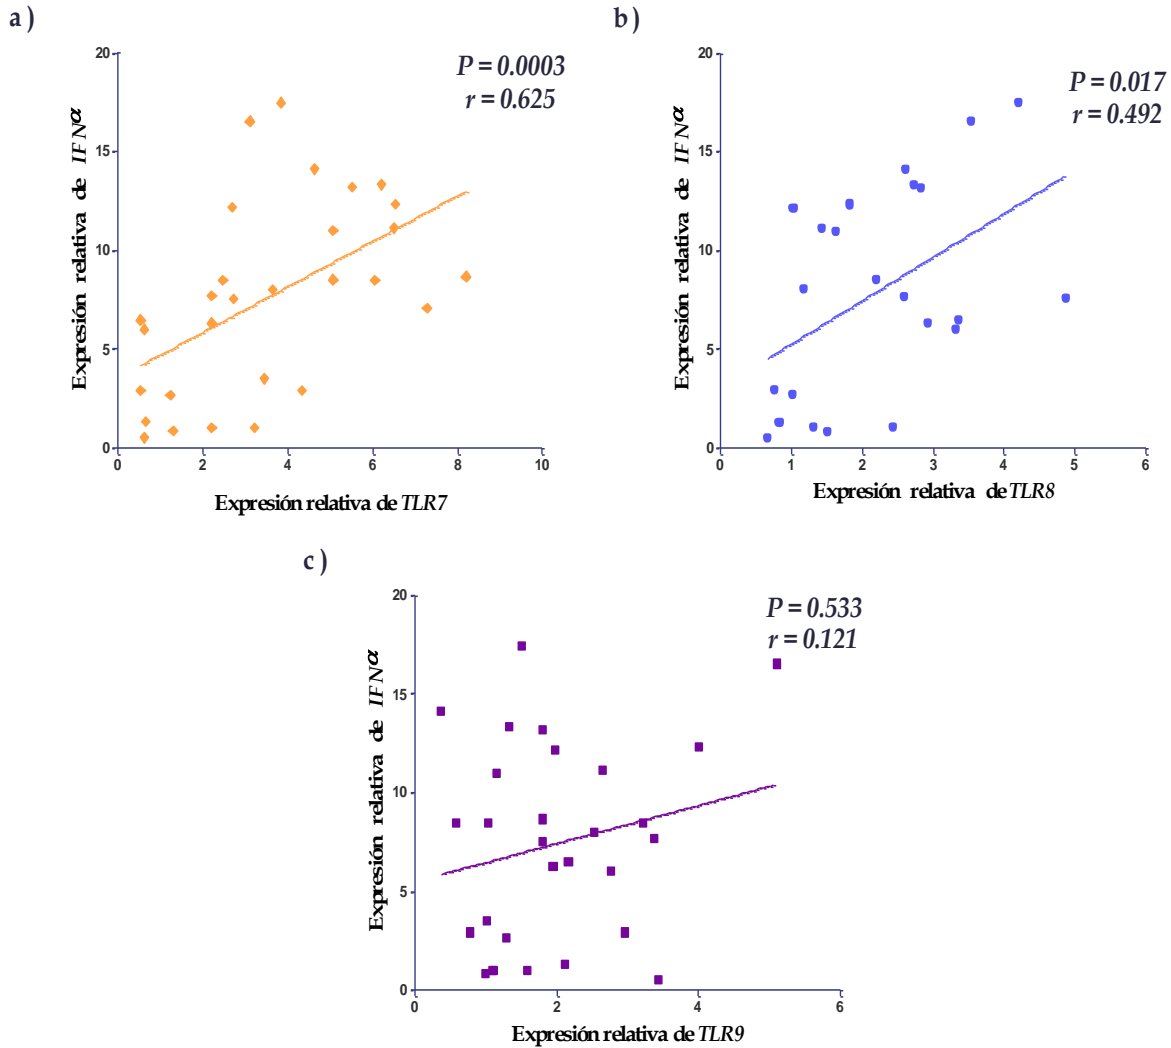 a)
P = 0.0003
r = 0.625
Expresión relativa de IFNα
20
15
10
5
0
0 2 4 6 8 10
Expresión relativa de TLR7
b)
P = 0.017
r = 0.492
Expresión relativa de IFNα
20
15
10
5
0
0 1 2 3 4 5 6
Expresión relativa de TLR8
c)
P = 0.533
r = 0.121
Expresión relativa de IFNα
20
15
10
5
0
0 2 4 6
Expresión relativa de TLR9